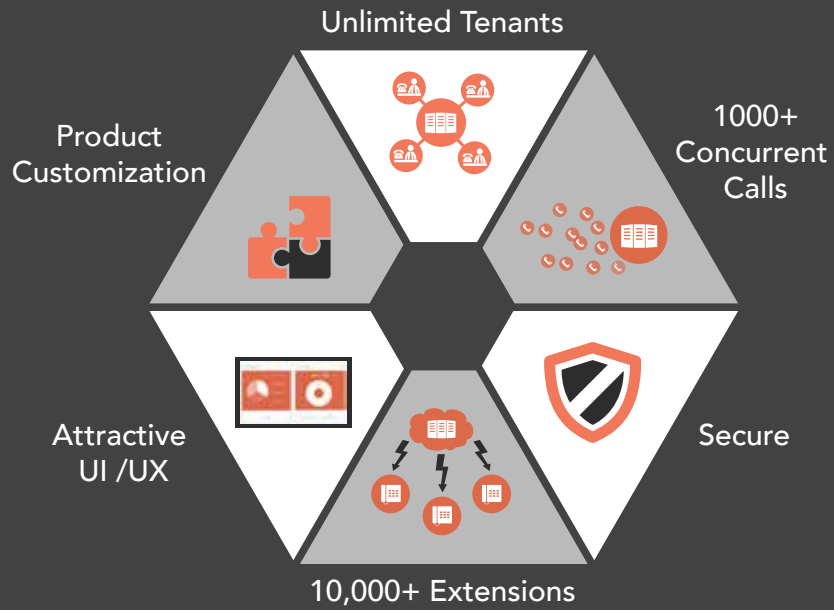 Unlimited Tenants
Product
Customization
1000+
Concurrent
Calls
Attractive
UI /UX
Secure
10,000+ Extensions